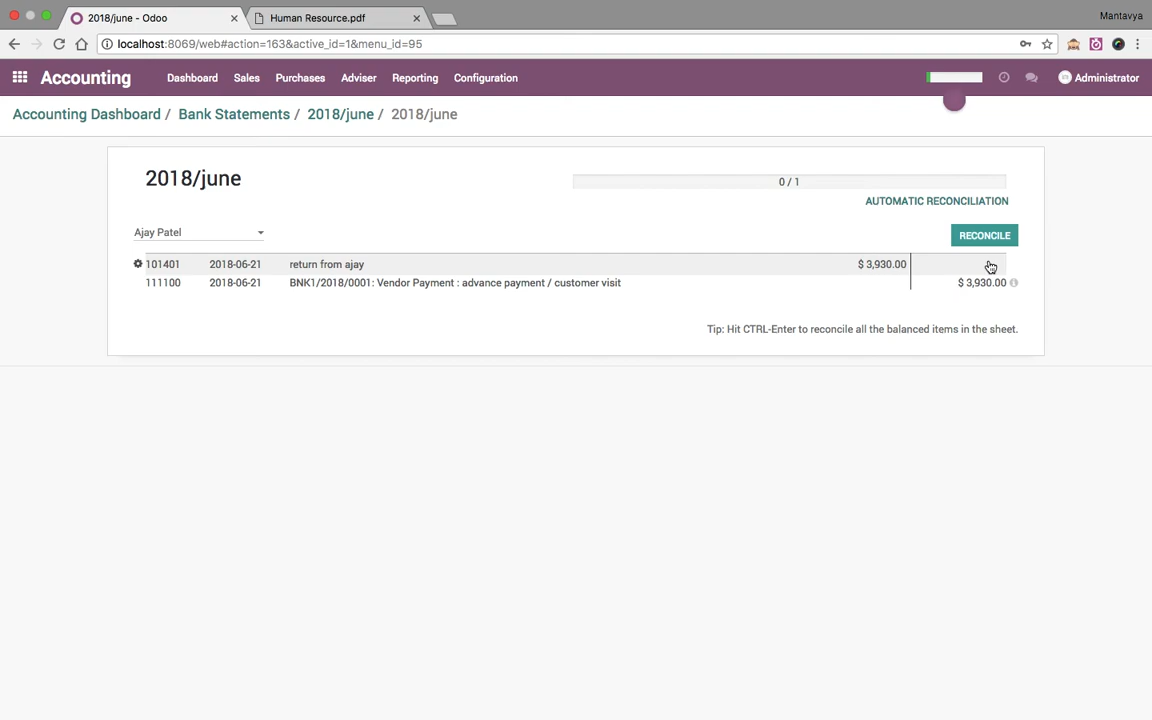 2018/june - Odoo
Human Resource.pdf
Mantavya
localhost:8069/web#action=163&active_id=1&menu_id=95
Accounting Dashboard Sales Purchases Adviser Reporting Configuration Administrator
Accounting Dashboard / Bank Statements / 2018/june / 2018/june
2018/june
0 / 1
AUTOMATIC RECONCILIATION
Ajay Patel
RECONCILE
101401 2018-06-21 return from ajay $ 3,930.00
111100 2018-06-21 BNK1/2018/0001: Vendor Payment : advance payment / customer visit $ 3,930.00
Tip: Hit CTRL-Enter to reconcile all the balanced items in the sheet.